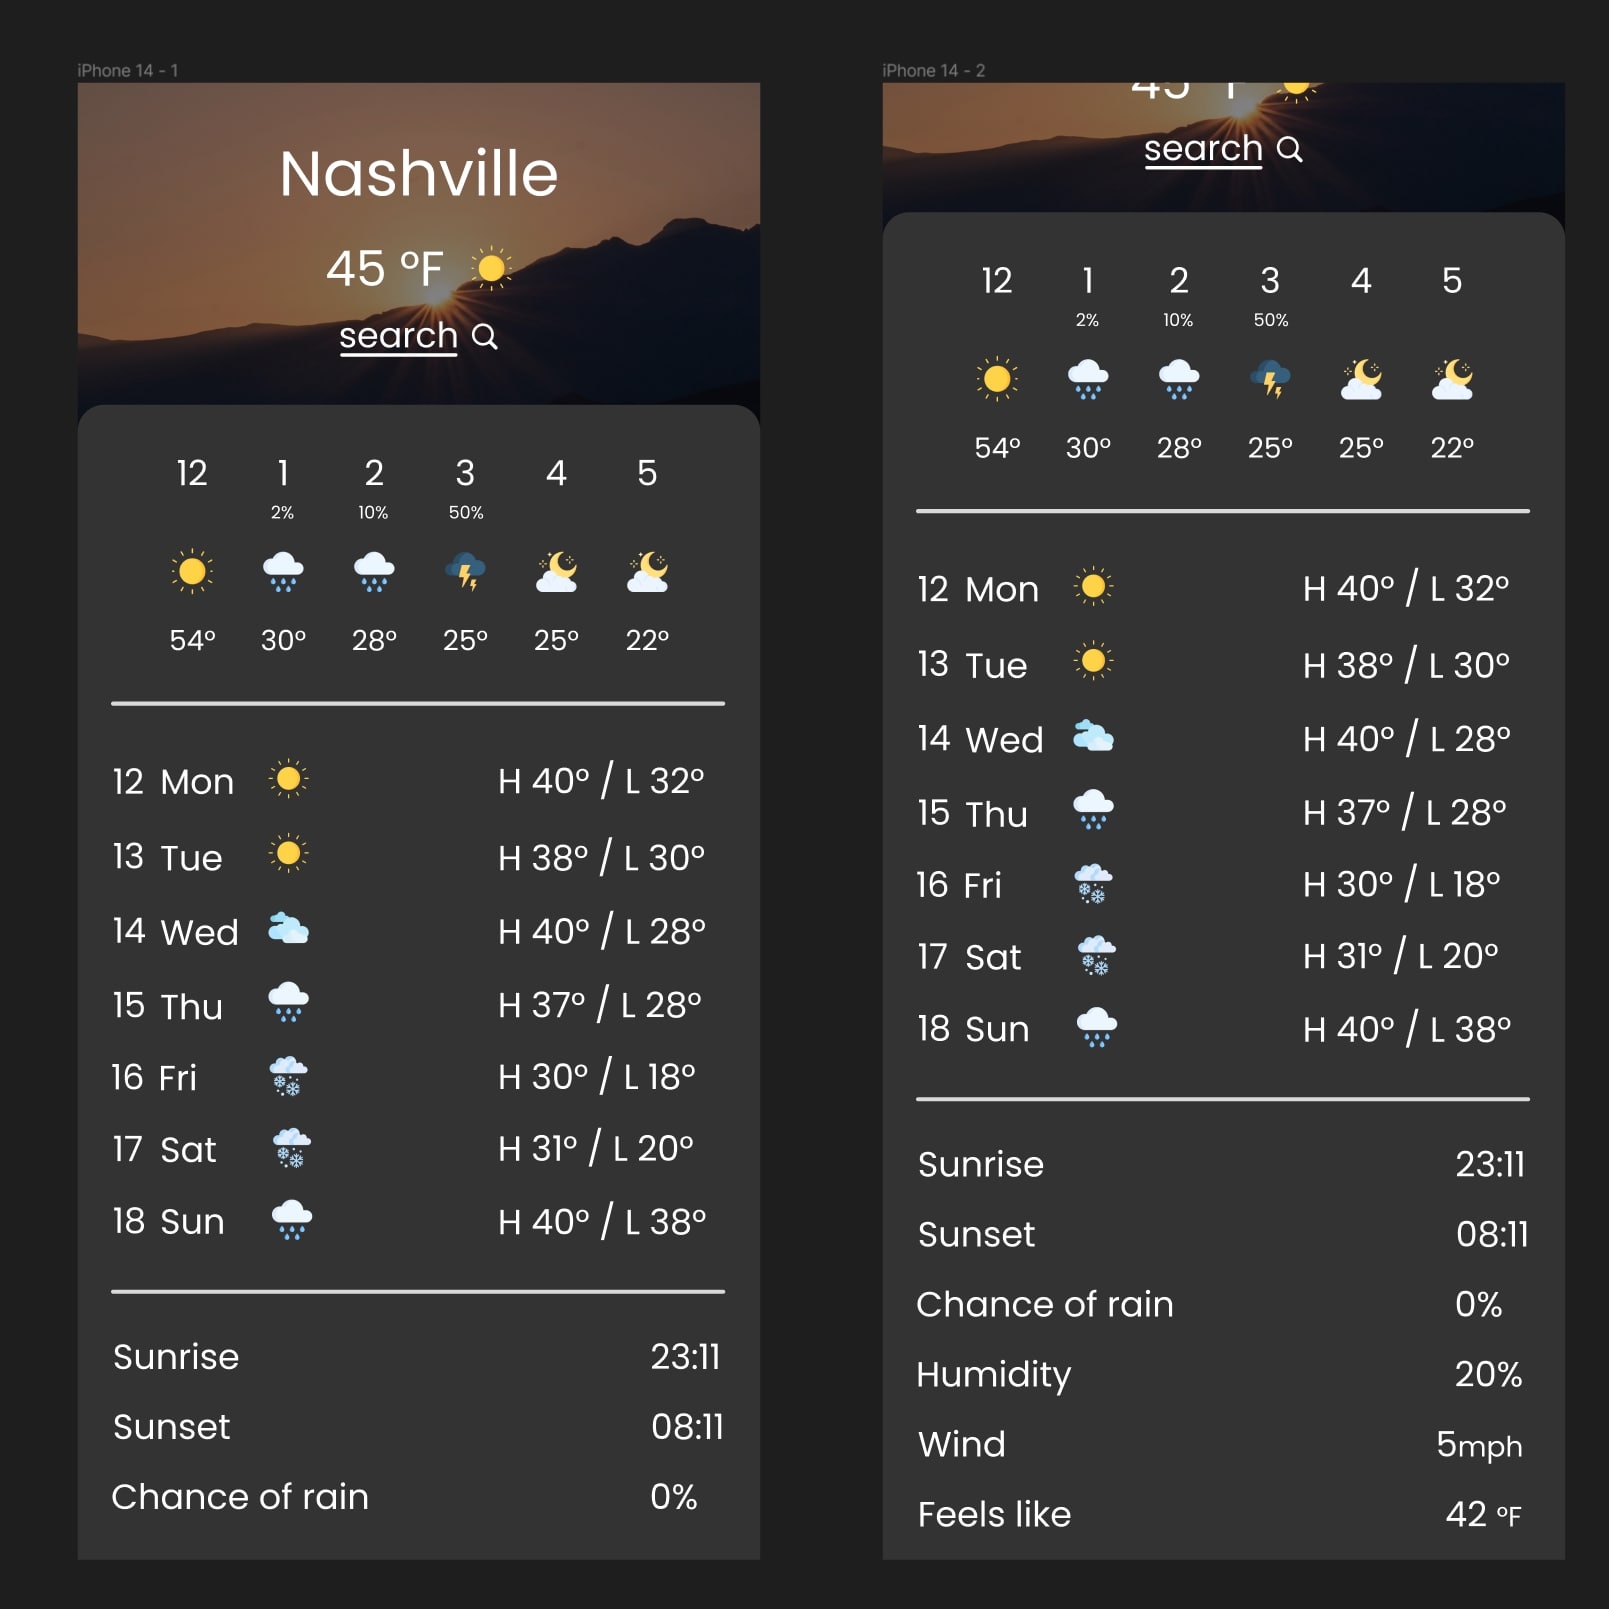 iPhone 14 - 1
Nashville
45 °F
search
12 1 2 3 4 5
2% 10% 50%
54° 30° 28° 25° 25° 22°
12 Mon H 40° / L 32°
13 Tue H 38° / L 30°
14 Wed H 40° / L 28°
15 Thu H 37° / L 28°
16 Fri H 30° / L 18°
17 Sat H 31° / L 20°
18 Sun H 40° / L 38°
Sunrise 23:11
Sunset 08:11
Chance of rain 0%
iPhone 14 - 2
45 °F
search
12 1 2 3 4 5
2% 10% 50%
54° 30° 28° 25° 25° 22°
12 Mon H 40° / L 32°
13 Tue H 38° / L 30°
14 Wed H 40° / L 28°
15 Thu H 37° / L 28°
16 Fri H 30° / L 18°
17 Sat H 31° / L 20°
18 Sun H 40° / L 38°
Sunrise 23:11
Sunset 08:11
Chance of rain 0%
Humidity 20%
Wind 5mph
Feels like 42 °F